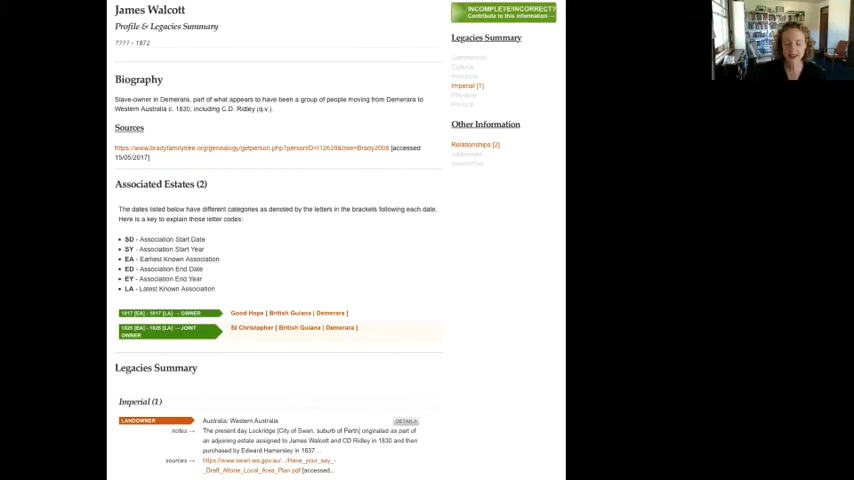 James Walcott
Profile & Legacies Summary
???? - 1872
Biography
Slave-owner in Demerara, part of what appears to have been a group of people moving from Demerara to
Western Australia c. 1830, including C.D. Ridley (q.v.).
Sources
https://www.bradyfamilytree.org/genealogy/getperson.php?personID=I12639&tree=Brady2008 [accessed
15/05/2017]
Associated Estates (2)
The dates listed below have different categories as denoted by the letters in the brackets following each date.
Here is a key to explain those letter codes:
SD - Association Start Date
SY - Association Start Year
EA - Earliest Known Association
ED - Association End Date
EY - Association End Year
LA - Latest Known Association
1817 [EA] - 1817 [LA] → OWNER
Good Hope [ British Guiana | Demerara ]
1826 [EA] - 1826 [LA] → JOINT
OWNER
St Christopher [ British Guiana | Demerara ]
Legacies Summary
Imperial (1)
LANDOWNER
Australia: Western Australia
DETAILS
notes →
The present day Lockridge [City of Swan, suburb of Perth] originated as part of
an adjoining estate assigned to James Walcott and CD Ridley in 1830 and then
purchased by Edward Hamersley in 1837...
sources →
https://www.swan.wa.gov.au/.../Have_your_say_-
_Draft_Altone_Local_Area_Plan.pdf [accessed...
INCOMPLETE/INCORRECT?
Contribute to this information →
Legacies Summary
Commercial
Cultural
Historical
Imperial [1]
Physical
Political
Other Information
Relationships [2]
Addresses
Inventories